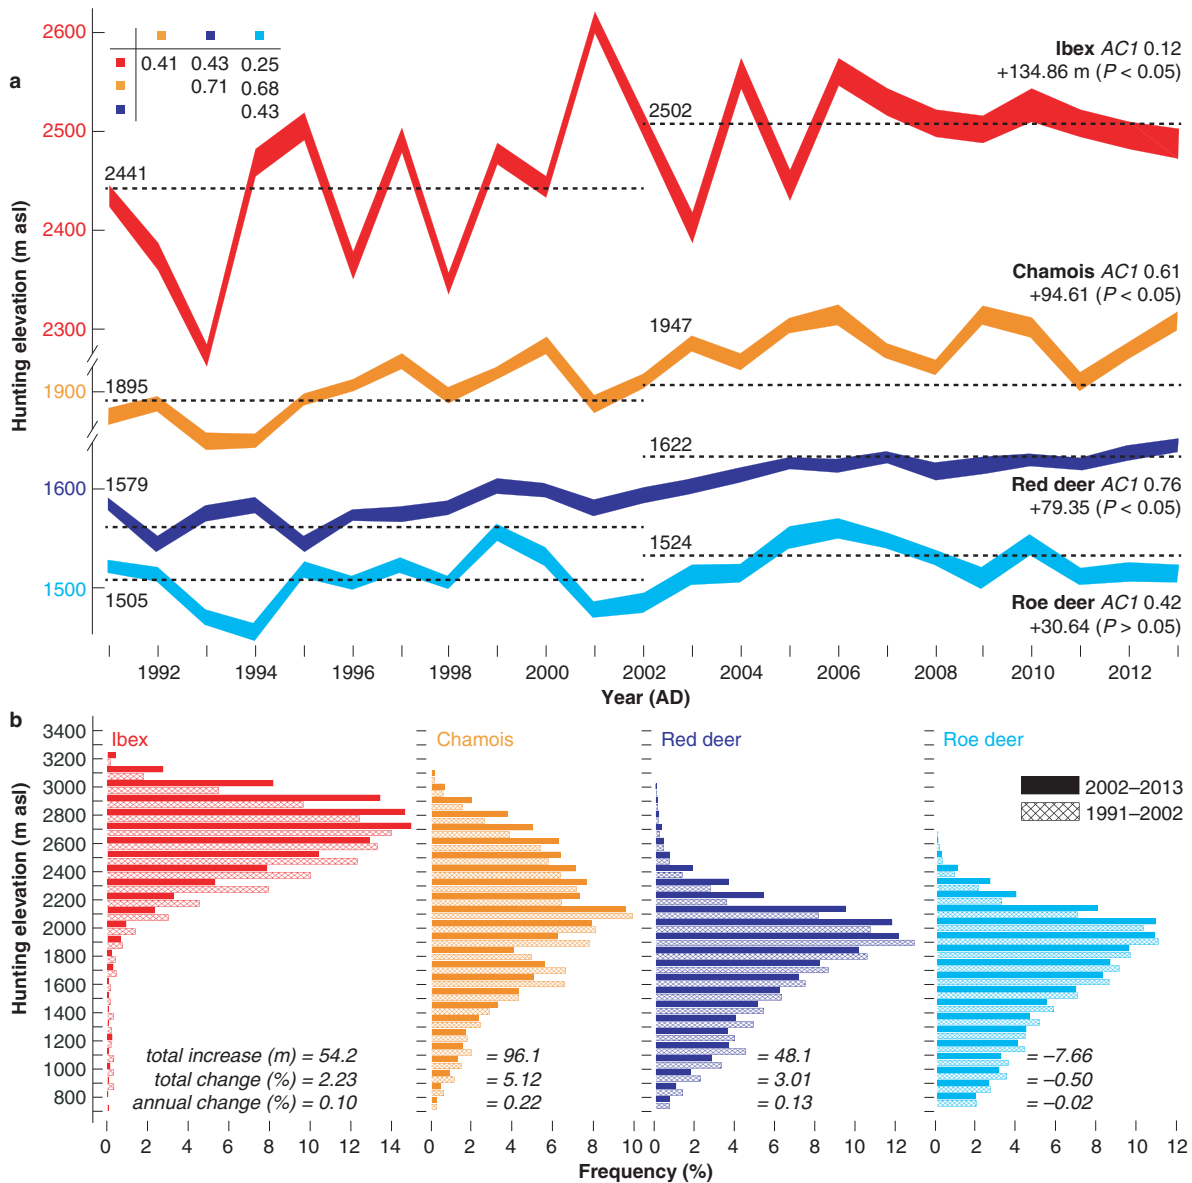 a
Hunting elevation (m asl)
2600
2500
2400
2300
1900
1600
1500
0.41 0.43 0.25
0.71 0.68
0.43
Ibex AC1 0.12
+134.86 m (P < 0.05)
2441
2502
Chamois AC1 0.61
+94.61 (P < 0.05)
1895
1947
1579
1622
Red deer AC1 0.76
+79.35 (P < 0.05)
1505
1524
Roe deer AC1 0.42
+30.64 (P > 0.05)
1992 1994 1996 1998 2000 2002 2004 2006 2008 2010 2012
Year (AD)
b
Hunting elevation (m asl)
3400
3200
3000
2800
2600
2400
2200
2000
1800
1600
1400
1200
1000
800
Ibex
Chamois
Red deer
Roe deer
2002–2013
1991–2002
total increase (m) = 54.2 = 96.1 = 48.1 = –7.66
total change (%) = 2.23 = 5.12 = 3.01 = –0.50
annual change (%) = 0.10 = 0.22 = 0.13 = –0.02
0 2 4 6 8 10 12 14 0 2 4 6 8 10 0 2 4 6 8 10 12 0 2 4 6 8 10 12
Frequency (%)